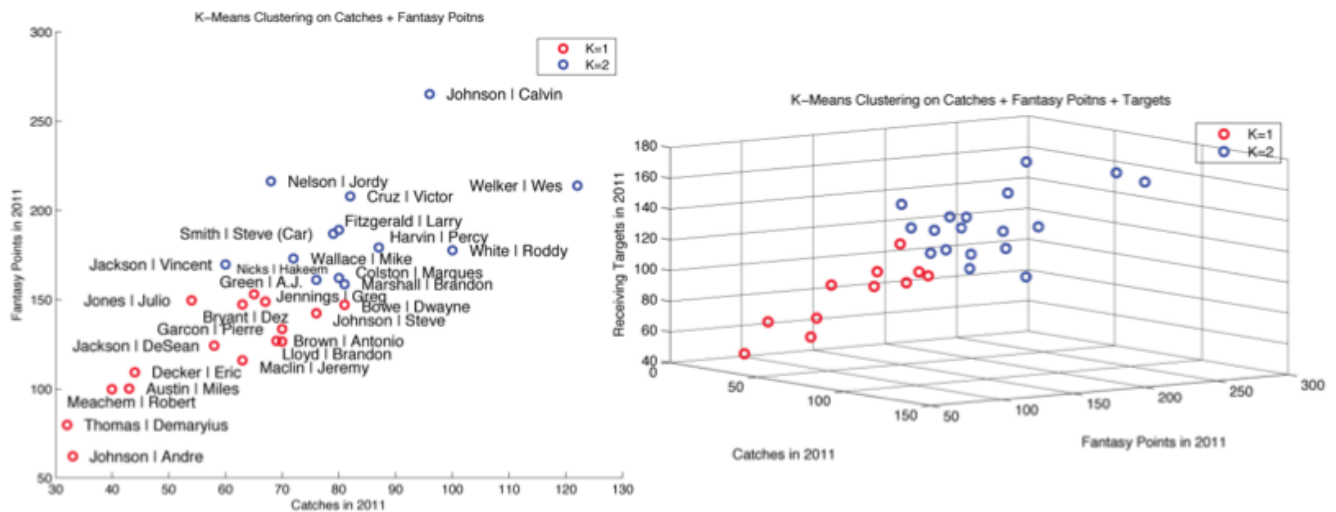 K-Means Clustering on Catches + Fantasy Poitns
300
250
200
150
100
50
Fantasy Points in 2011
K=1
K=2
Johnson | Calvin
Nelson | Jordy
Welker | Wes
Cruz | Victor
Fitzgerald | Larry
Smith | Steve (Car)
Harvin | Percy
White | Roddy
Wallace | Mike
Jackson | Vincent
Nicks | Hakeem
Colston | Marques
Green | A.J.
Marshall | Brandon
Jones | Julio
Jennings | Greg
Bowe | Dwayne
Bryant | Dez
Johnson | Steve
Garcon | Pierre
Jackson | DeSean
Brown | Antonio
Lloyd | Brandon
Maclin | Jeremy
Decker | Eric
Austin | Miles
Meachem | Robert
Thomas | Demaryius
Johnson | Andre
30 40 50 60 70 80 90 100 110 120 130
Catches in 2011
K-Means Clustering on Catches + Fantasy Poitns + Targets
K=1
K=2
180
160
140
120
100
80
60
40
Receiving Targets in 2011
0
50
100
150
Catches in 2011
50
100
150
200
250
300
Fantasy Points in 2011